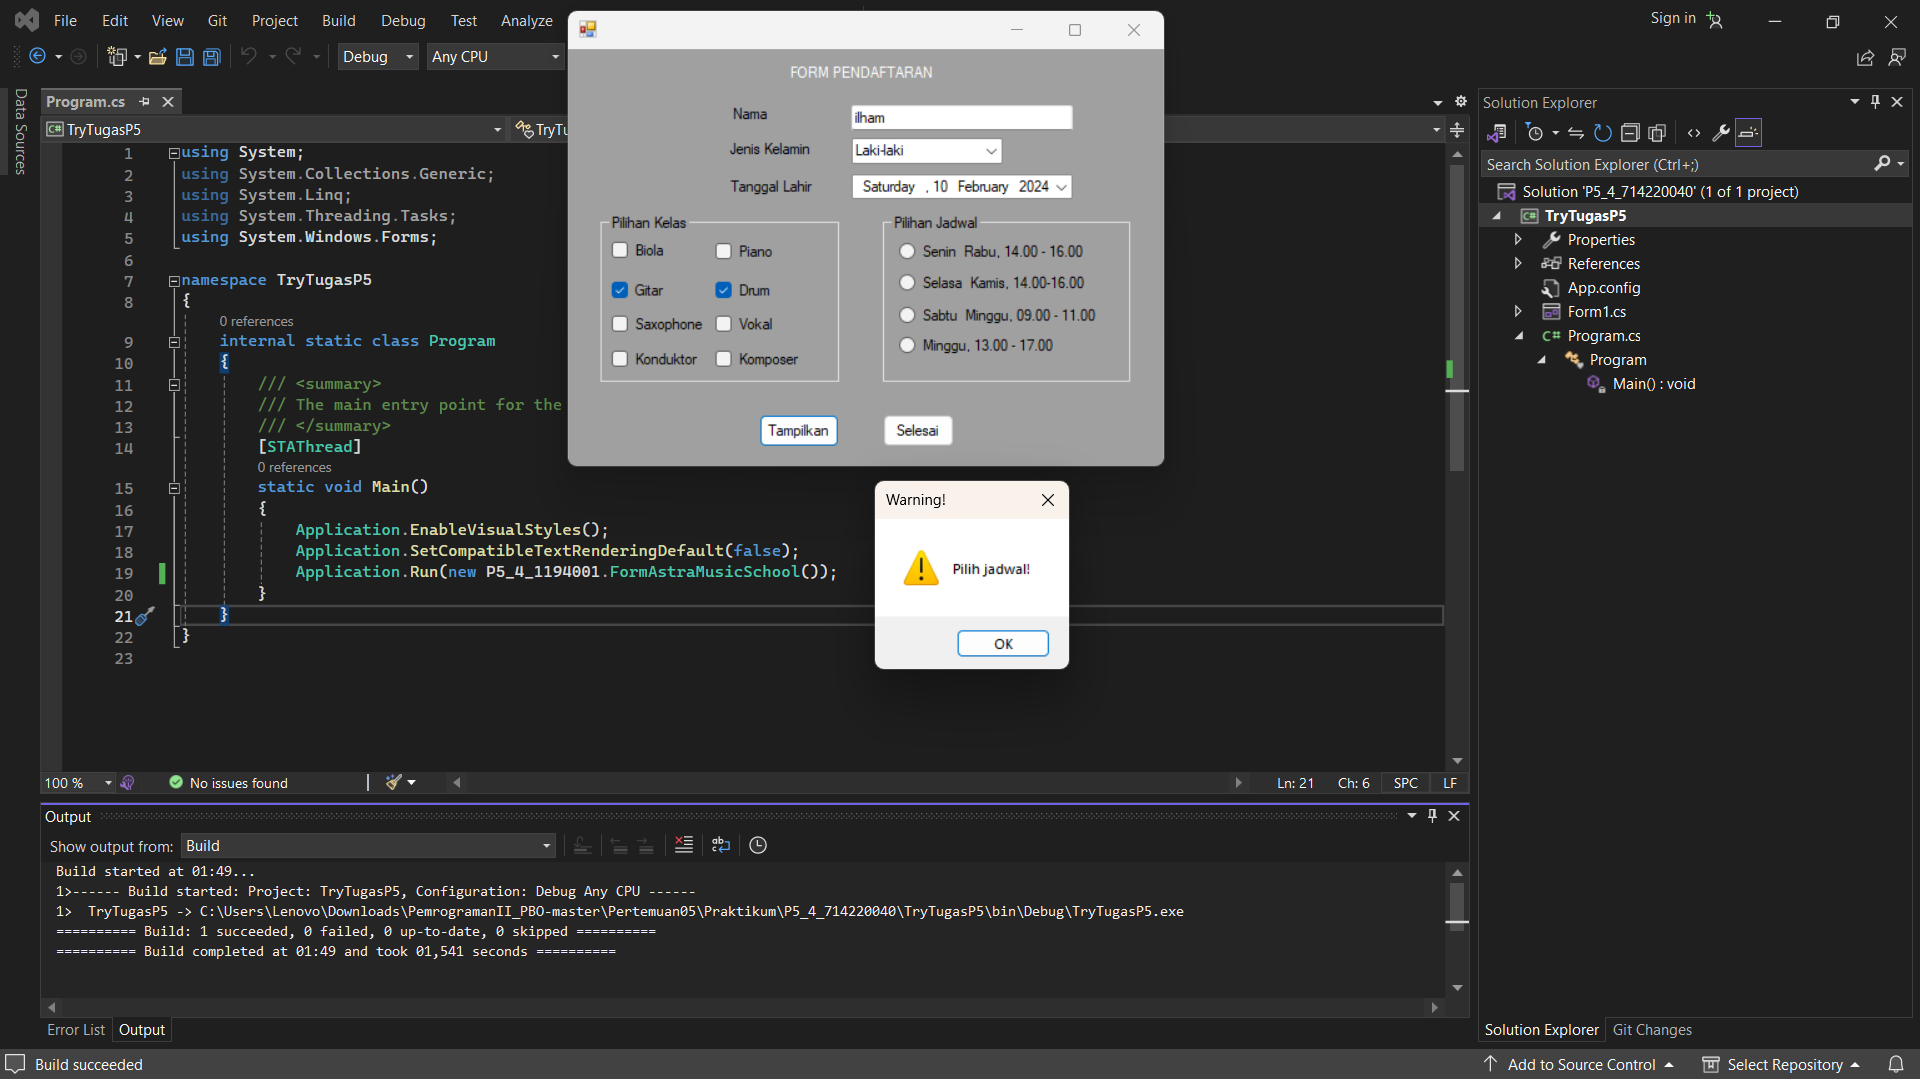 File Edit View Git Project Build Debug Test Analyze
Sign in
Debug Any CPU
Data Sources
Program.cs
C# TryTugasP5
TryTu
1 using System;
2 using System.Collections.Generic;
3 using System.Linq;
4 using System.Threading.Tasks;
5 using System.Windows.Forms;
6
7 namespace TryTugasP5
8 {
0 references
9 internal static class Program
10 {
11 /// <summary>
12 /// The main entry point for the
13 /// </summary>
14 [STAThread]
0 references
15 static void Main()
16 {
17 Application.EnableVisualStyles();
18 Application.SetCompatibleTextRenderingDefault(false);
19 Application.Run(new P5_4_1194001.FormAstraMusicSchool());
20 }
21 }
22 }
23
FORM PENDAFTARAN
Nama ilham
Jenis Kelamin Laki-laki
Tanggal Lahir Saturday , 10 February 2024
Pilihan Kelas
Biola Piano
Gitar Drum
Saxophone Vokal
Konduktor Komposer
Pilihan Jadwal
Senin Rabu, 14.00 - 16.00
Selasa Kamis, 14.00-16.00
Sabtu Minggu, 09.00 - 11.00
Minggu, 13.00 - 17.00
Tampilkan Selesai
Warning!
Pilih jadwal!
OK
100 % No issues found Ln: 21 Ch: 6 SPC LF
Output
Show output from: Build
Build started at 01:49...
1>------ Build started: Project: TryTugasP5, Configuration: Debug Any CPU ------
1>  TryTugasP5 -> C:\Users\Lenovo\Downloads\PemrogramanII_PBO-master\Pertemuan05\Praktikum\P5_4_714220040\TryTugasP5\bin\Debug\TryTugasP5.exe
========== Build: 1 succeeded, 0 failed, 0 up-to-date, 0 skipped ==========
========== Build completed at 01:49 and took 01,541 seconds ==========
Error List Output
Solution Explorer
Search Solution Explorer (Ctrl+;)
Solution 'P5_4_714220040' (1 of 1 project)
C# TryTugasP5
Properties
References
App.config
Form1.cs
C# Program.cs
Program
Main() : void
Solution Explorer Git Changes
Build succeeded
Add to Source Control Select Repository